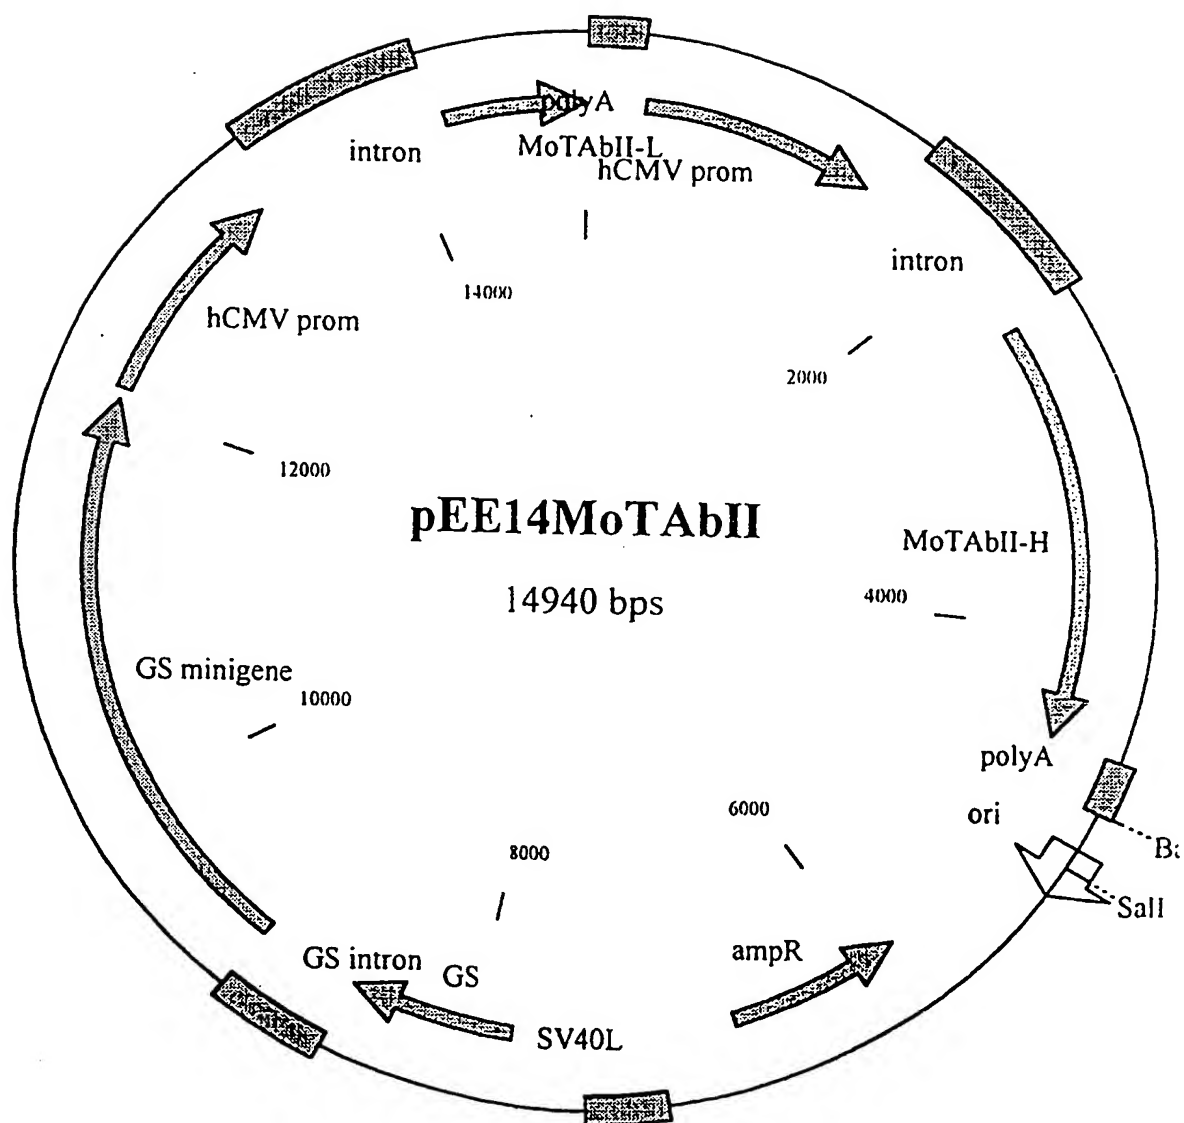 polyA
MoTAbII-L
intron
hCMV prom
intron
14000
hCMV prom
2000
12000
pEE14MoTAbII
14940 bps
MoTAbII-H
4000
GS minigene
10000
polyA
6000
ori
8000
SalI
ampR
GS intron
GS
SV40L